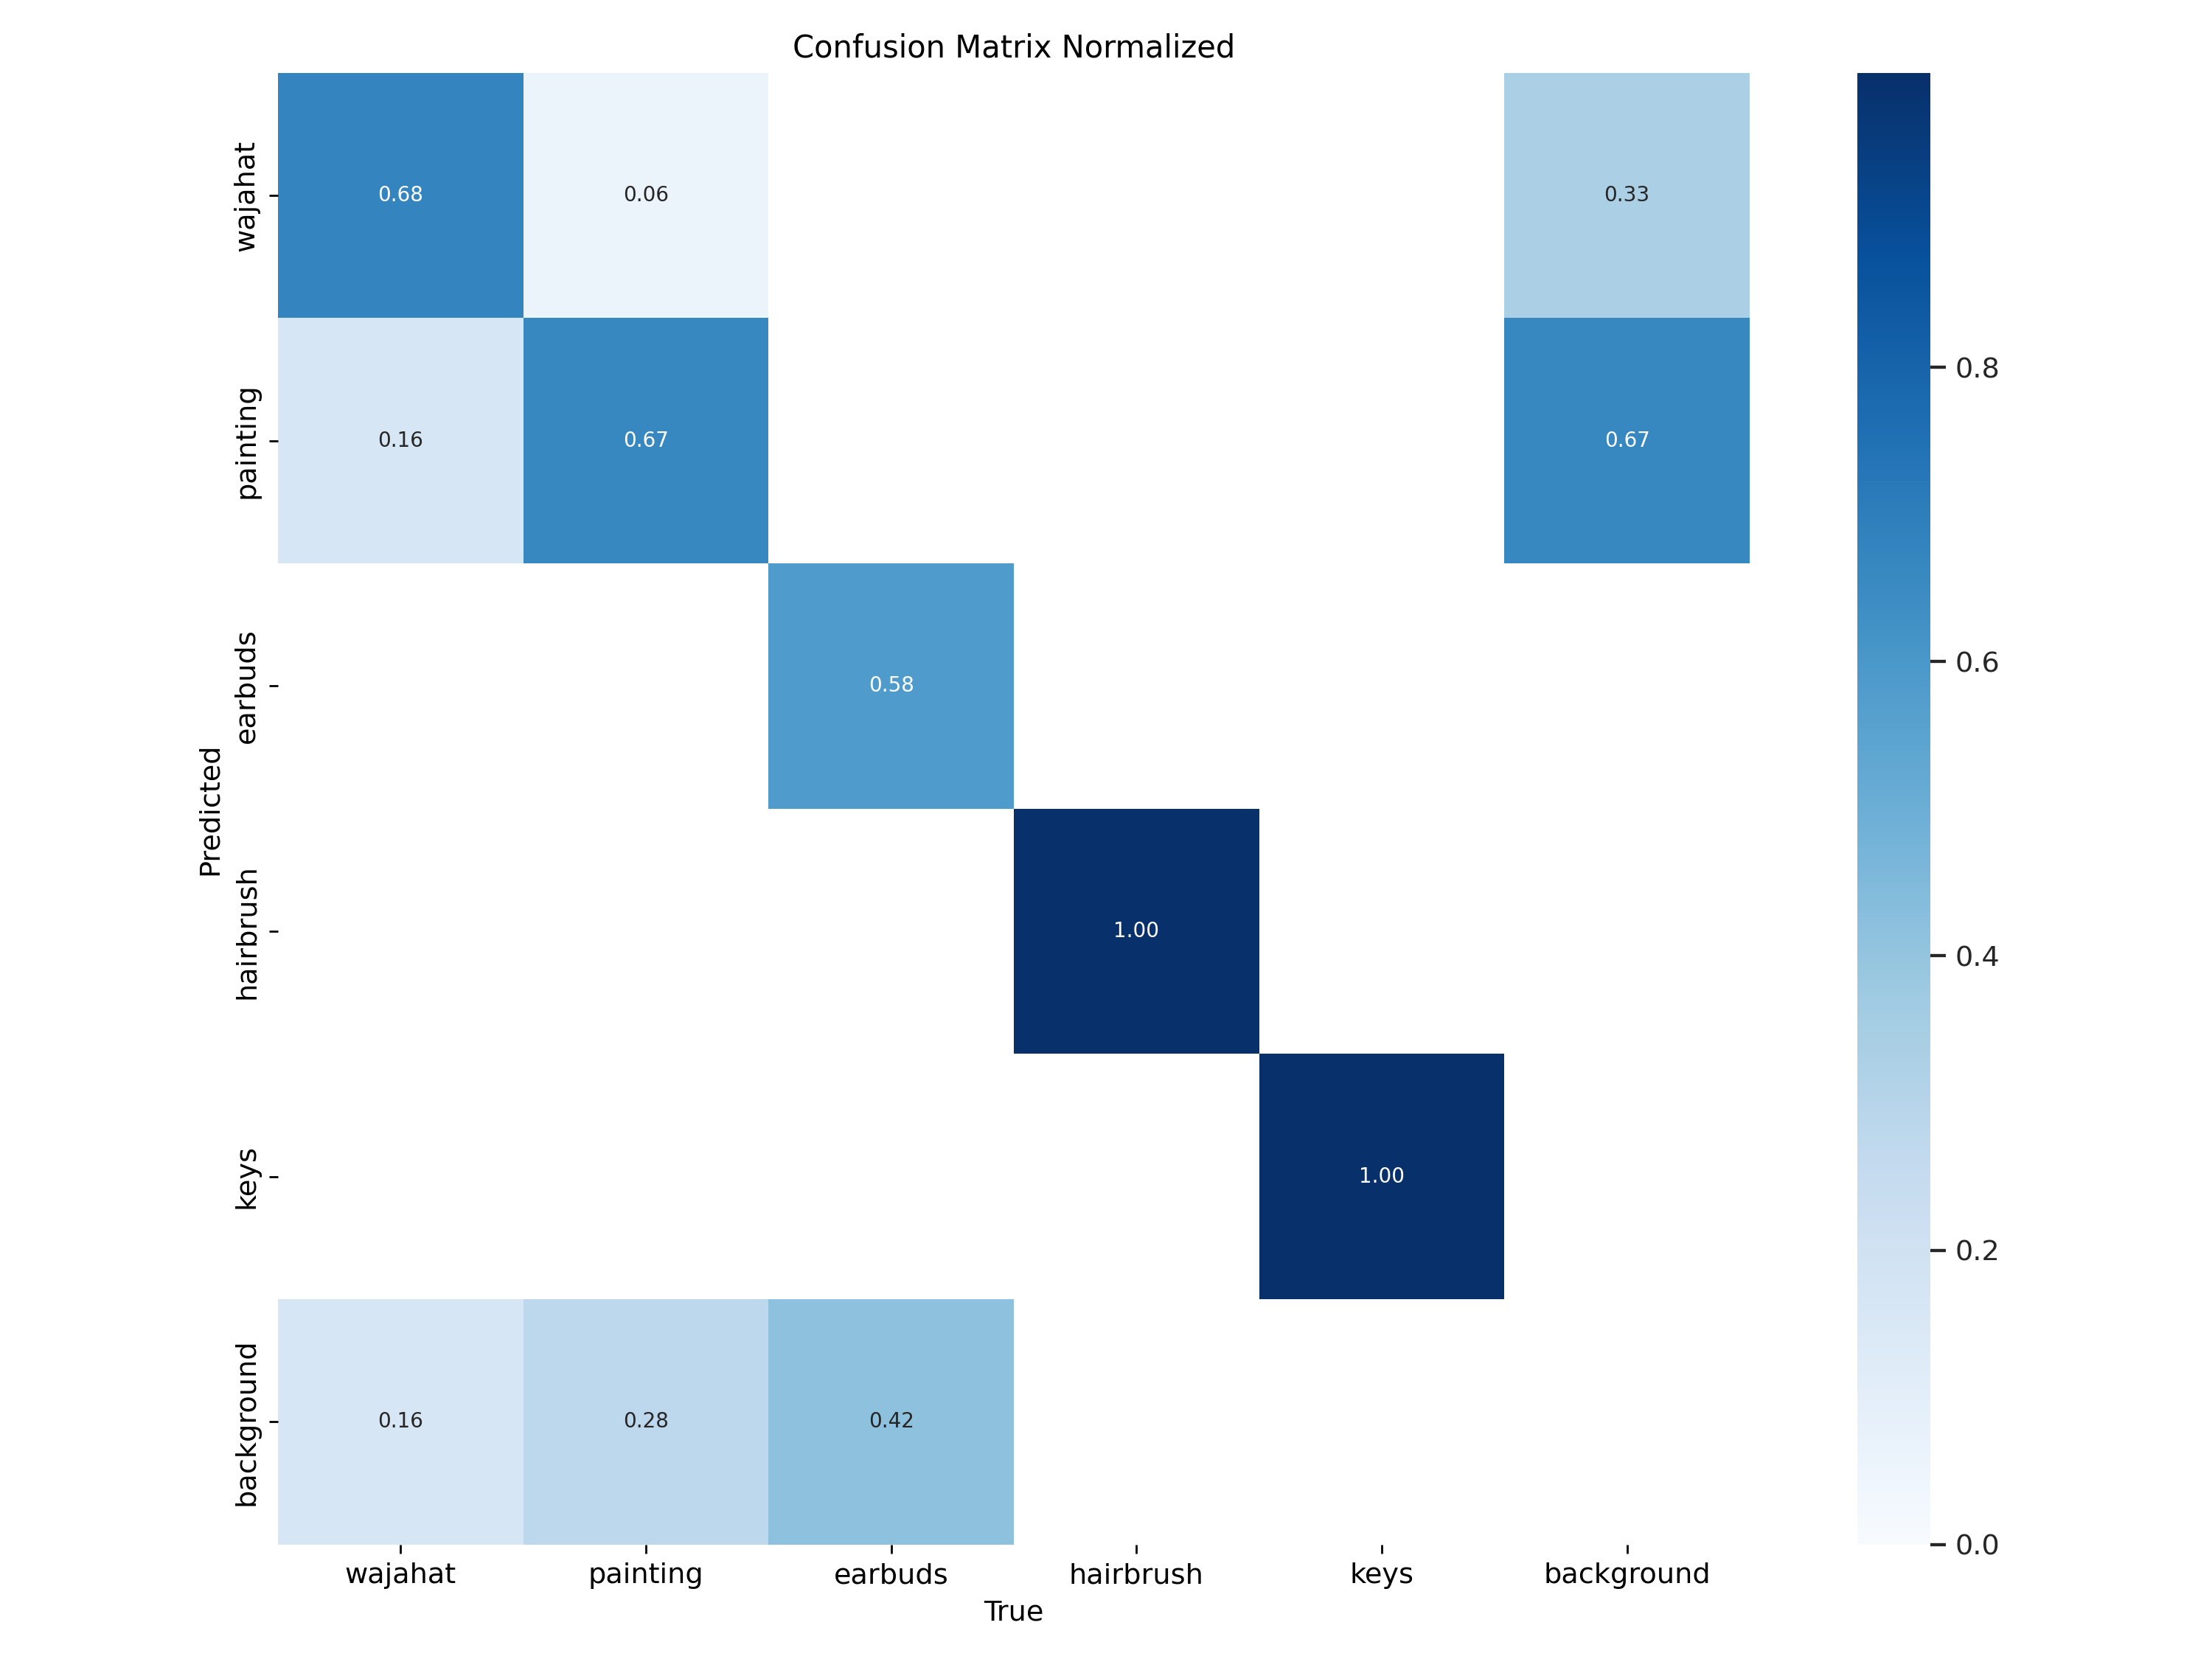 Confusion Matrix Normalized
wajahat
0.68
0.06
0.33
painting
0.16
0.67
0.67
earbuds
0.58
hairbrush
1.00
keys
1.00
background
0.16
0.28
0.42
Predicted
wajahat
painting
earbuds
hairbrush
keys
background
True
0.8
0.6
0.4
0.2
0.0